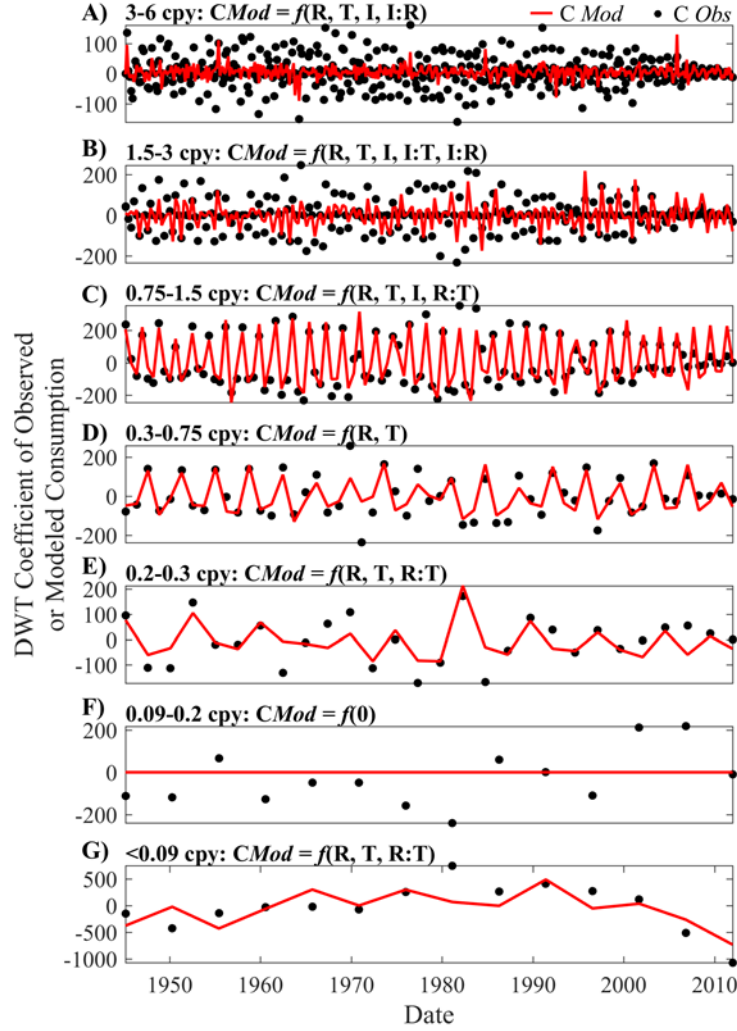 A) 3-6 cpy: CMod = f(R, T, I, I:R)
C Mod
C Obs
100
0
-100
B) 1.5-3 cpy: CMod = f(R, T, I, I:T, I:R)
200
0
-200
C) 0.75-1.5 cpy: CMod = f(R, T, I, R:T)
200
0
-200
D) 0.3-0.75 cpy: CMod = f(R, T)
200
0
-200
E) 0.2-0.3 cpy: CMod = f(R, T, R:T)
200
100
0
-100
F) 0.09-0.2 cpy: CMod = f(0)
200
0
-200
G) <0.09 cpy: CMod = f(R, T, R:T)
500
0
-500
-1000
1950 1960 1970 1980 1990 2000 2010
Date
DWT Coefficient of Observed
or Modeled Consumption